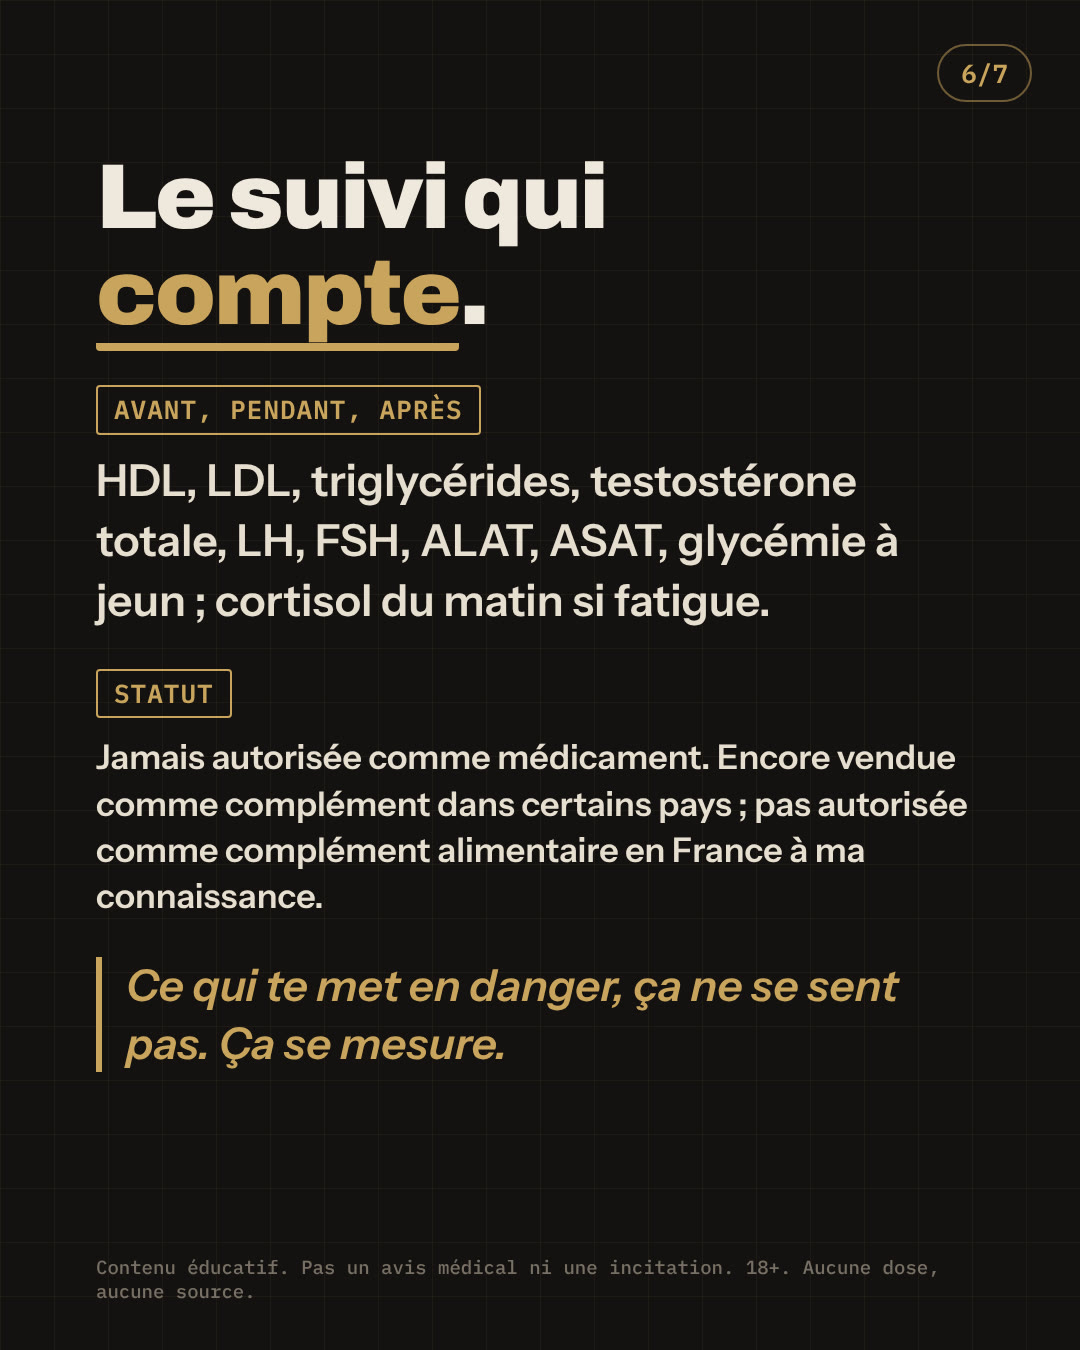 6/7
Le suivi qui
compte.
AVANT, PENDANT, APRÈS
HDL, LDL, triglycérides, testostérone
totale, LH, FSH, ALAT, ASAT, glycémie à
jeun ; cortisol du matin si fatigue.
STATUT
Jamais autorisée comme médicament. Encore vendue
comme complément dans certains pays ; pas autorisée
comme complément alimentaire en France à ma
connaissance.
Ce qui te met en danger, ça ne se sent
pas. Ça se mesure.
Contenu éducatif. Pas un avis médical ni une incitation. 18+. Aucune dose,
aucune source.